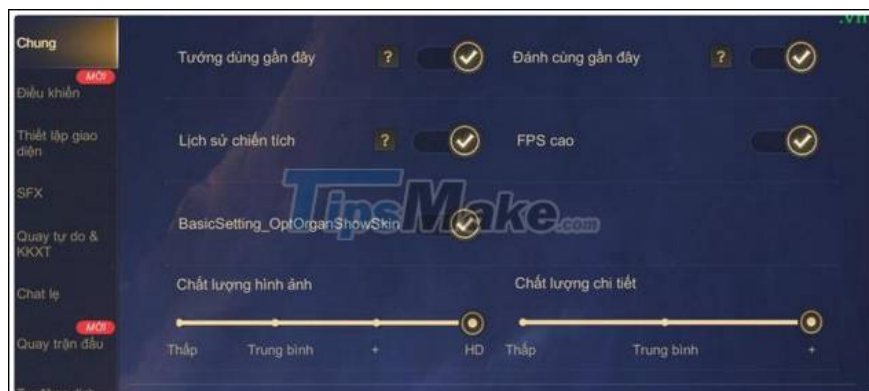 .vn
Chung
MỚI
Điều khiển
Thiết lập giao
diện
SFX
Quay tự do &
KKXT
Chat lẹ
MỚI
Quay trận đấu
Tướng dùng gần đây ?
Đánh cùng gần đây ?
Lịch sử chiến tích ?
FPS cao
TipsMake.com
BasicSetting_OptOrganShowSkin
Chất lượng hình ảnh
Thấp Trung bình + HD
Chất lượng chi tiết
Thấp Trung bình +